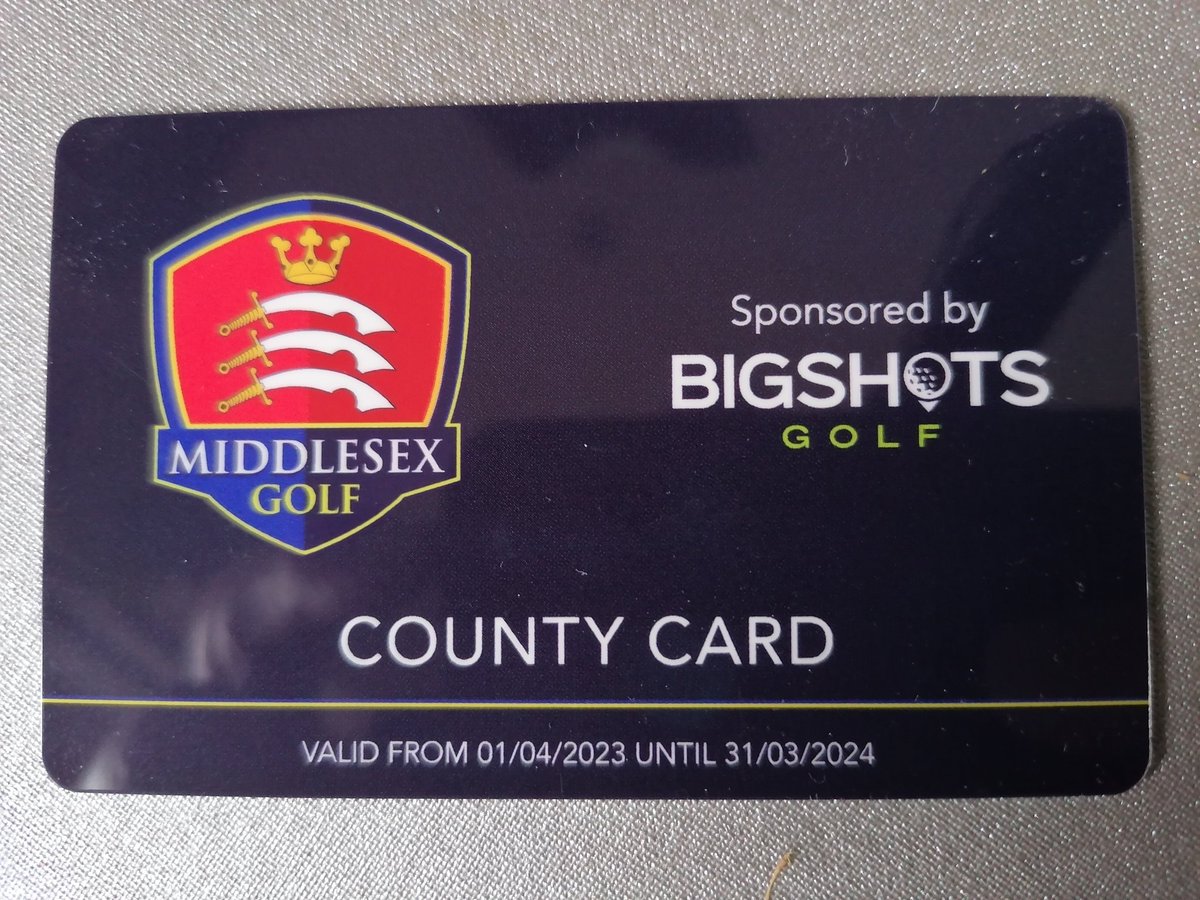 MIDDLESEX
GOLF
Sponsored by
BIGSHOTS
GOLF
COUNTY CARD
VALID FROM 01/04/2023 UNTIL 31/03/2024